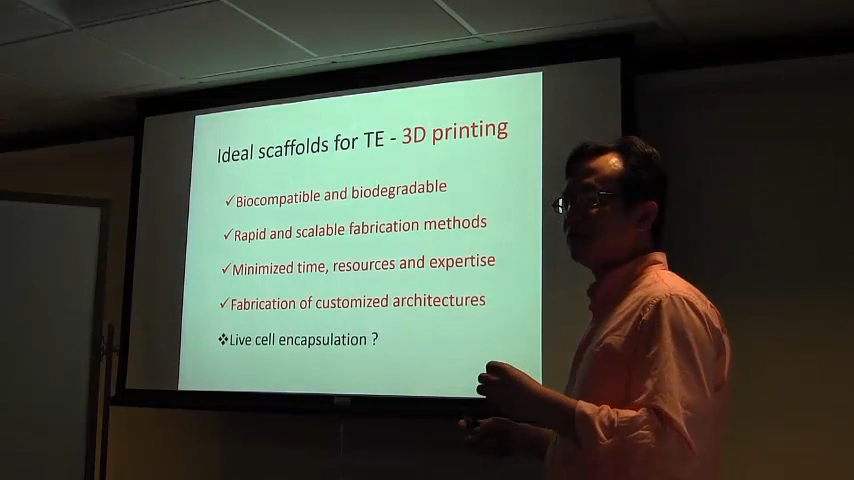 Ideal scaffolds for TE - 3D printing
✓Biocompatible and biodegradable
✓Rapid and scalable fabrication methods
✓Minimized time, resources and expertise
✓Fabrication of customized architectures
❖Live cell encapsulation ?